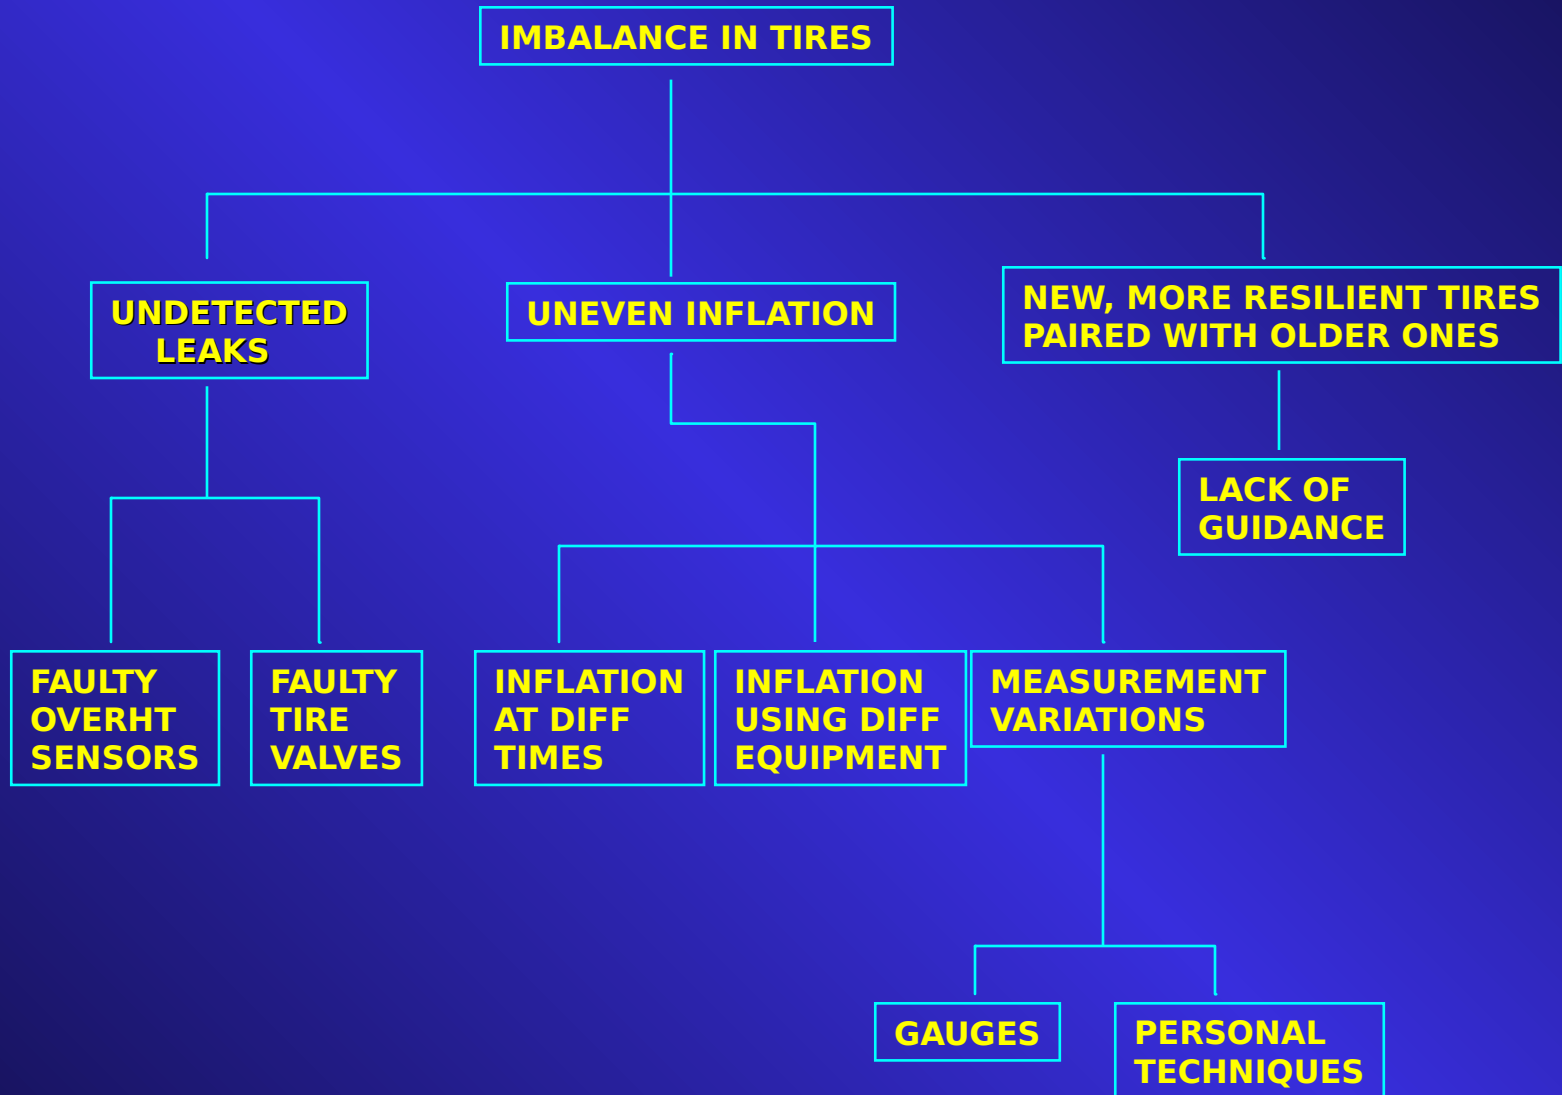 IMBALANCE IN TIRES
UNDETECTED
LEAKS
UNEVEN INFLATION
NEW, MORE RESILIENT TIRES
PAIRED WITH OLDER ONES
LACK OF
GUIDANCE
FAULTY
OVERHT
SENSORS
FAULTY
TIRE
VALVES
INFLATION
AT DIFF
TIMES
INFLATION
USING DIFF
EQUIPMENT
MEASUREMENT
VARIATIONS
GAUGES
PERSONAL
TECHNIQUES